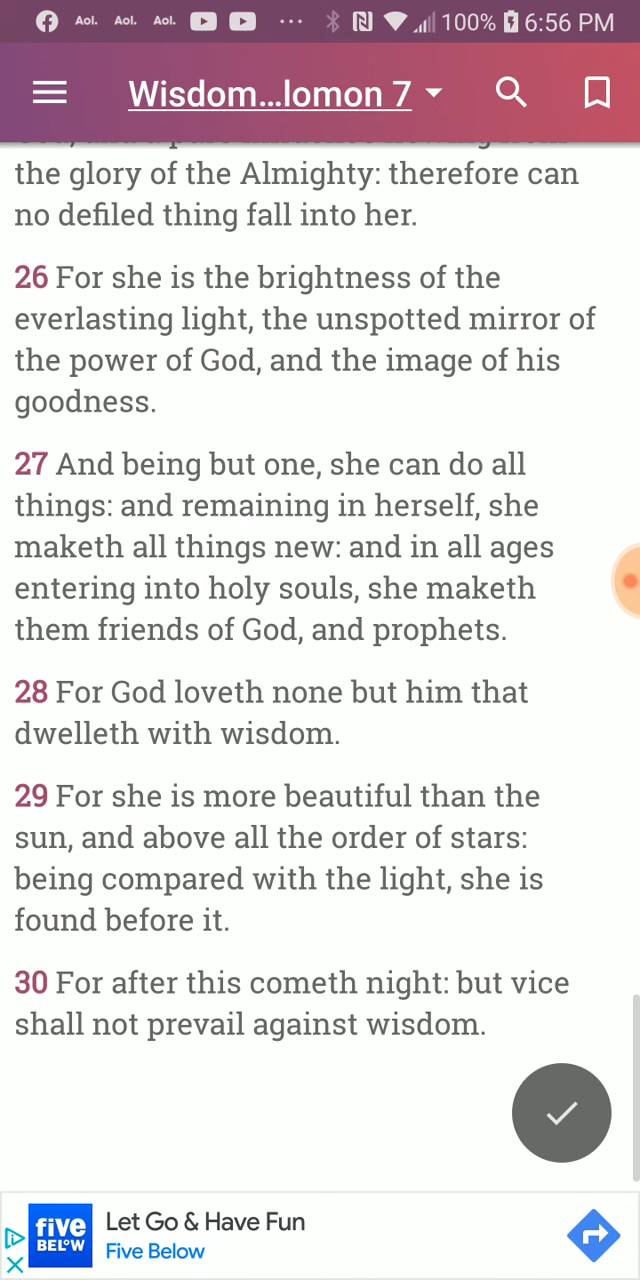 Aol. Aol. Aol. ... 100% 6:56 PM
Wisdom...lomon 7
the glory of the Almighty: therefore can
no defiled thing fall into her.
26 For she is the brightness of the
everlasting light, the unspotted mirror of
the power of God, and the image of his
goodness.
27 And being but one, she can do all
things: and remaining in herself, she
maketh all things new: and in all ages
entering into holy souls, she maketh
them friends of God, and prophets.
28 For God loveth none but him that
dwelleth with wisdom.
29 For she is more beautiful than the
sun, and above all the order of stars:
being compared with the light, she is
found before it.
30 For after this cometh night: but vice
shall not prevail against wisdom.
five
BELOW
Let Go & Have Fun
Five Below